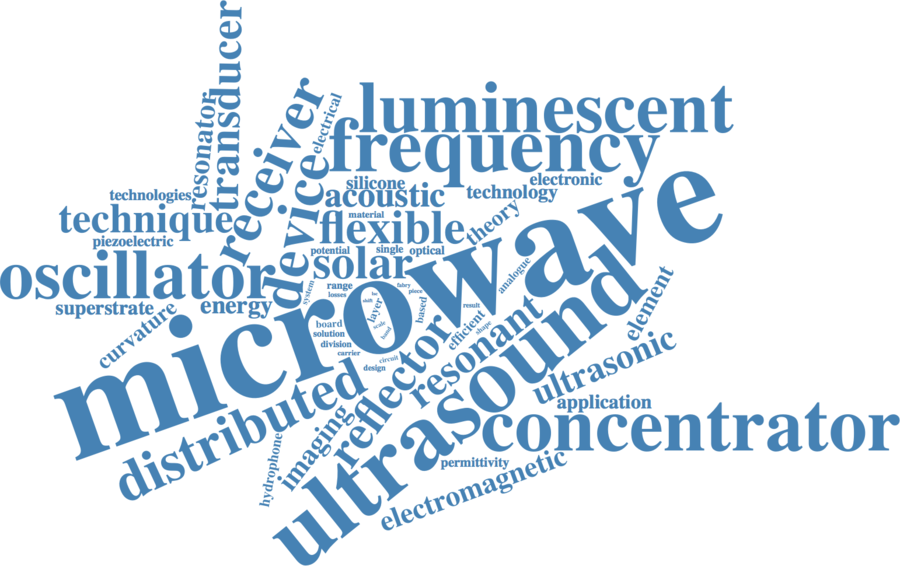 resonator
transducer
receiver
electrical
luminescent
frequency
device
silicone
electronic
technologies
acoustic
technology
technique
material
theory
piezoelectric
flexible
potential
single
optical
oscillator
solar
microwave
system
range
losses
analogue
superstrate
energy
layer
shift
fabry
piece
based
result
element
curvature
board
scale
band
efficient
shape
solution
division
carrier
circuit
design
reflector
resonant
ultrasound
distributed
ultrasonic
imaging
application
concentrator
hydrophone
permittivity
electromagnetic